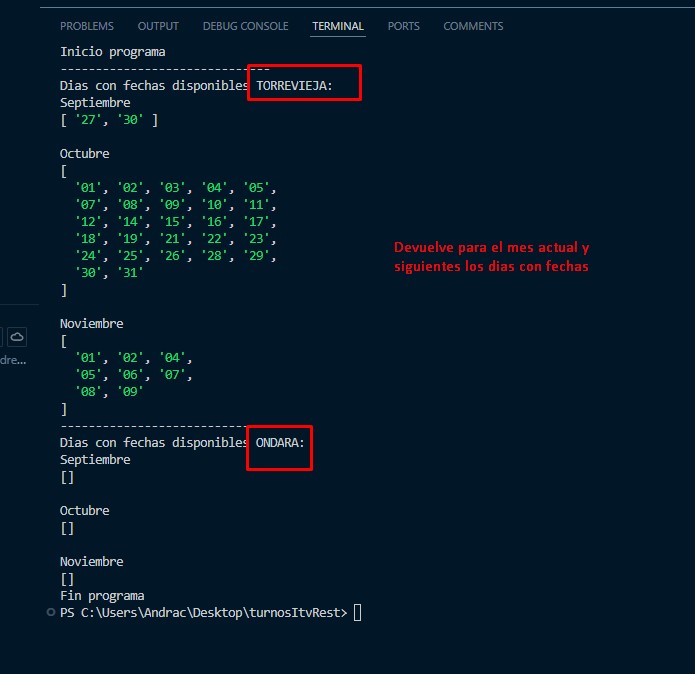 PROBLEMS OUTPUT DEBUG CONSOLE TERMINAL PORTS COMMENTS
Inicio programa
------------------------------
Dias con fechas disponibles TORREVIEJA:
Septiembre
[ '27', '30' ]
Octubre
[
'01', '02', '03', '04', '05',
'07', '08', '09', '10', '11',
'12', '14', '15', '16', '17',
'18', '19', '21', '22', '23',
'24', '25', '26', '28', '29',
'30', '31'
]
Devuelve para el mes actual y
siguientes los dias con fechas
Noviembre
[
'01', '02', '04',
'05', '06', '07',
'08', '09'
]
dre...
------------------------------
Dias con fechas disponibles ONDARA:
Septiembre
[]
Octubre
[]
Noviembre
[]
Fin programa
PS C:\Users\Andrac\Desktop\turnosItvRest>